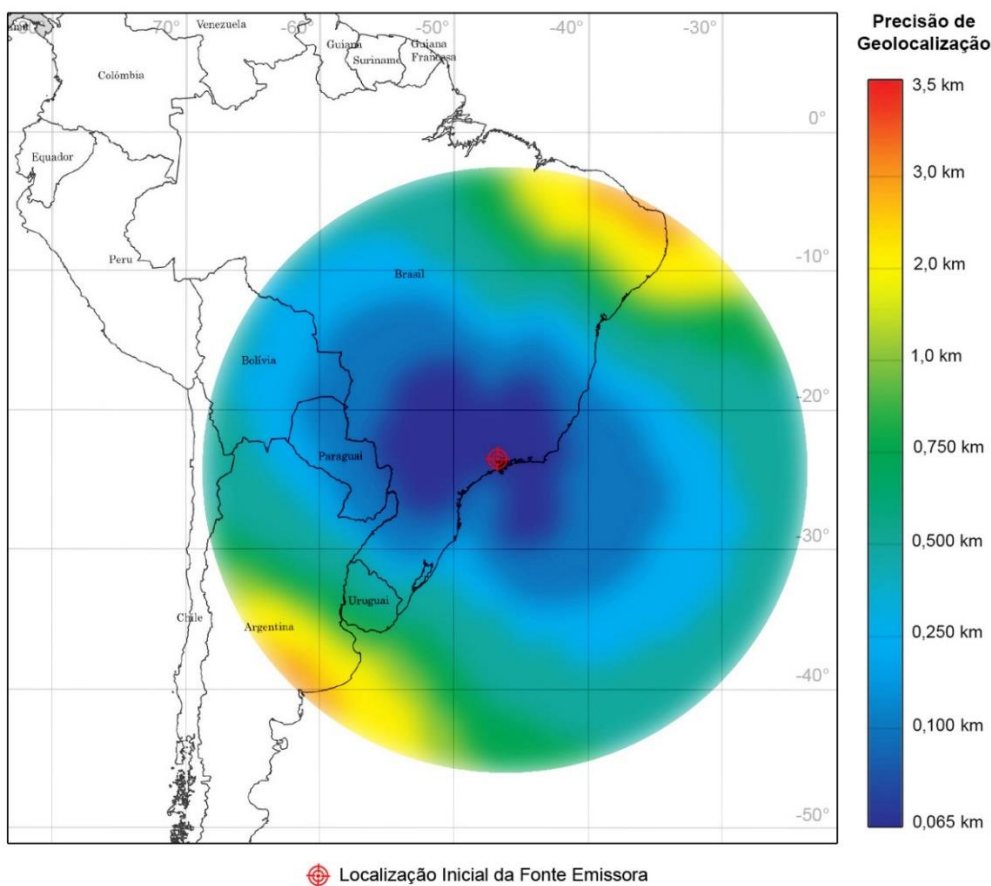 -70°
Venezuela
-60°
-50°
-40°
Guiana
Suriname
Guiana
Francesa
Colómbia
0°
Equador
Peru
Brasil
-10°
Bolívia
-20°
Paraguai
-30°
Uruguai
Chile
Argentina
-40°
-50°
Precisão de
Geolocalização
3,5 km
3,0 km
2,0 km
1,0 km
0,750 km
0,500 km
0,250 km
0,100 km
0,065 km
Localização Inicial da Fonte Emissora